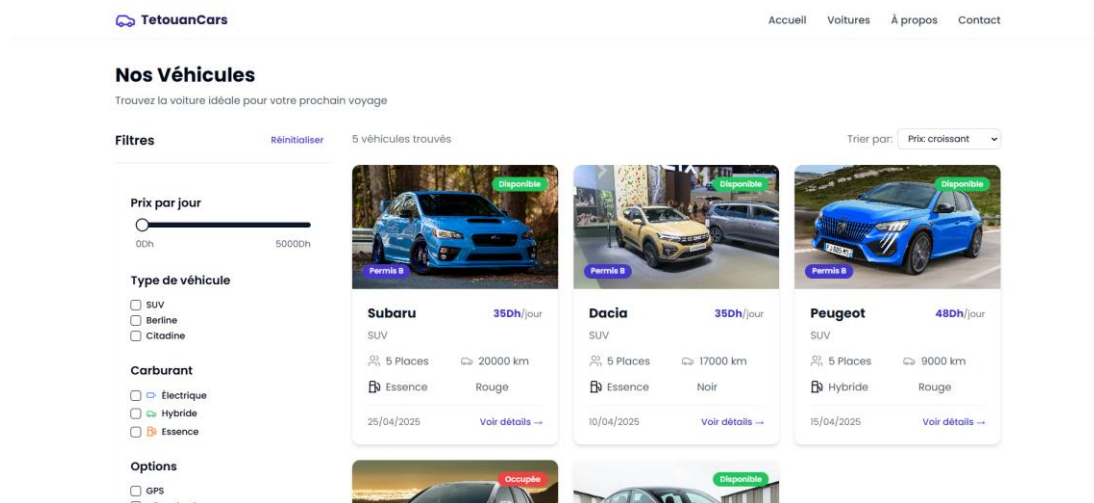 TetouanCars
Accueil Voitures À propos Contact
Nos Véhicules
Trouvez la voiture idéale pour votre prochain voyage
Filtres Réinitialiser
Prix par jour
0Dh 5000Dh
Type de véhicule
SUV
Berline
Citadine
Carburant
Électrique
Hybride
Essence
Options
GPS
5 véhicules trouvés
Trier par: Prix: croissant
Disponible
Permis B
Subaru 35Dh/jour
SUV
5 Places 20000 km
Essence Rouge
25/04/2025 Voir détails →
Disponible
Permis B
Dacia 35Dh/jour
SUV
5 Places 17000 km
Essence Noir
10/04/2025 Voir détails →
Disponible
Permis B
Peugeot 48Dh/jour
SUV
5 Places 9000 km
Hybride Rouge
15/04/2025 Voir détails →
Occupée
Disponible